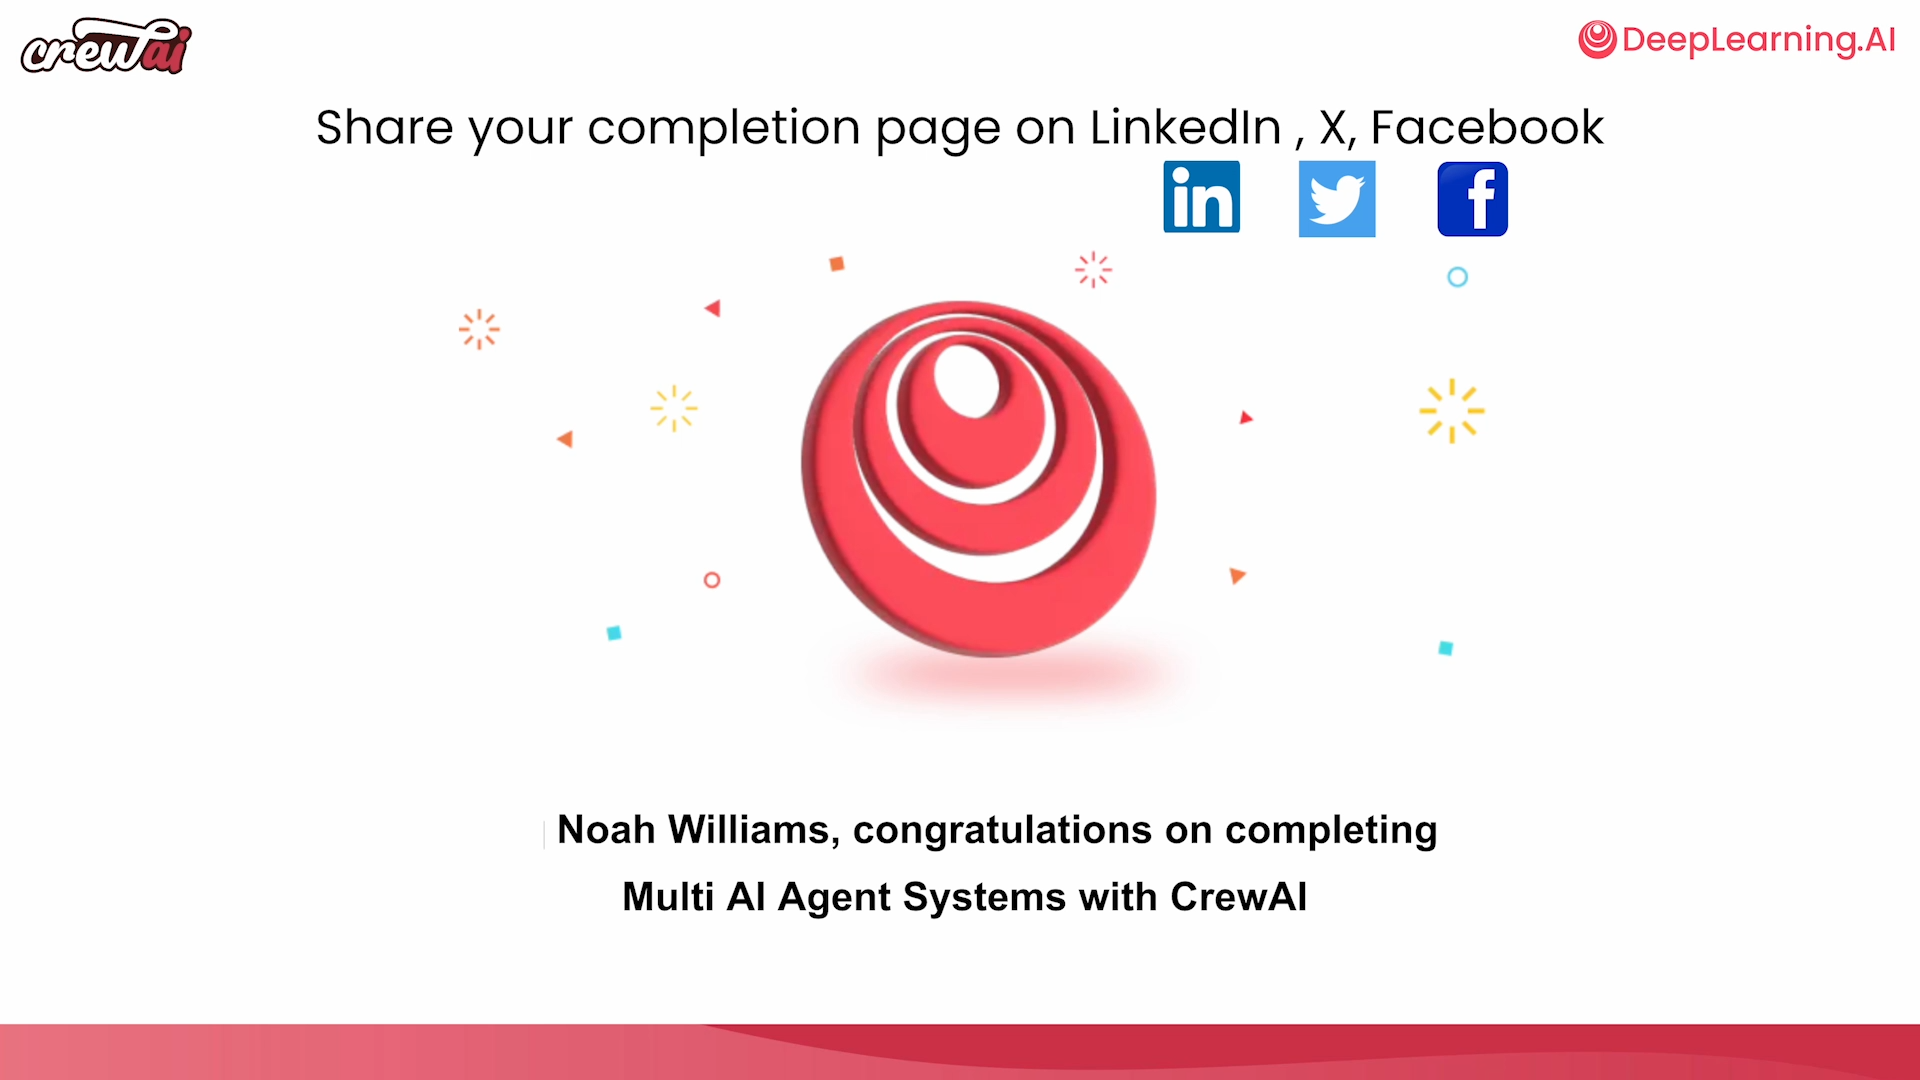 crewai
DeepLearning.AI
Share your completion page on LinkedIn , X, Facebook
in
f
Noah Williams, congratulations on completing
Multi AI Agent Systems with CrewAI